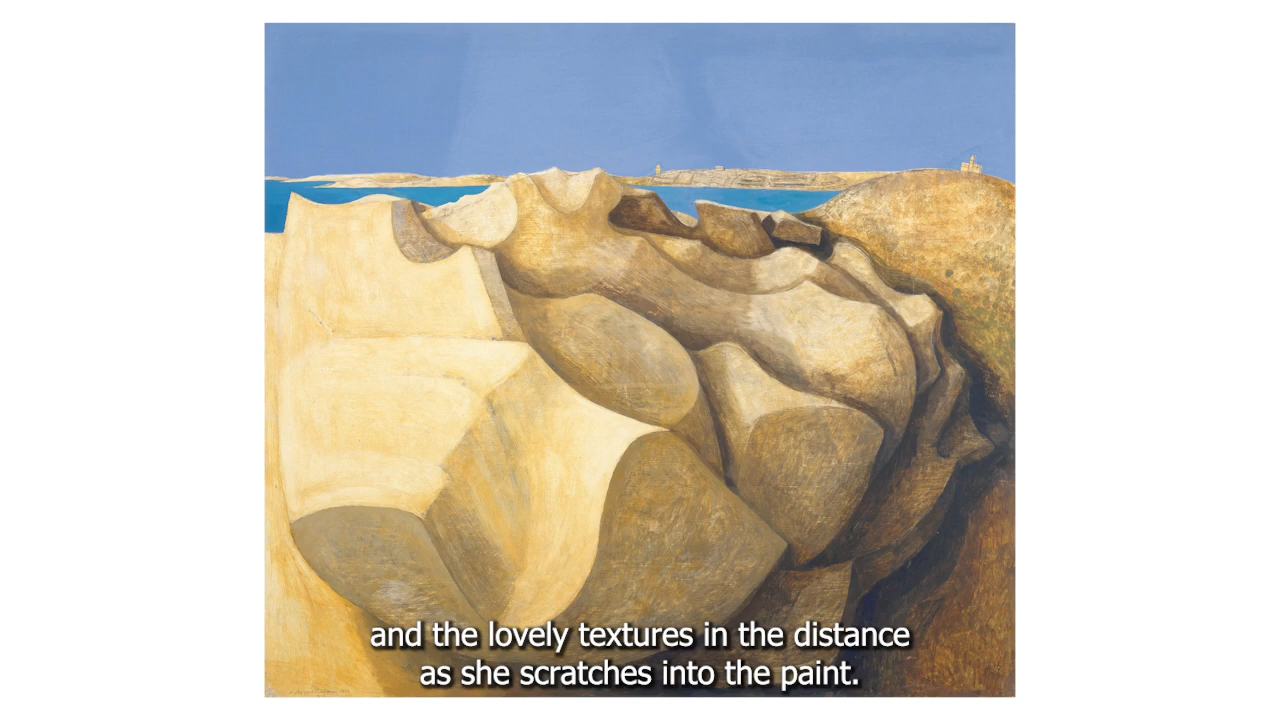 and the lovely textures in the distance
as she scratches into the paint.